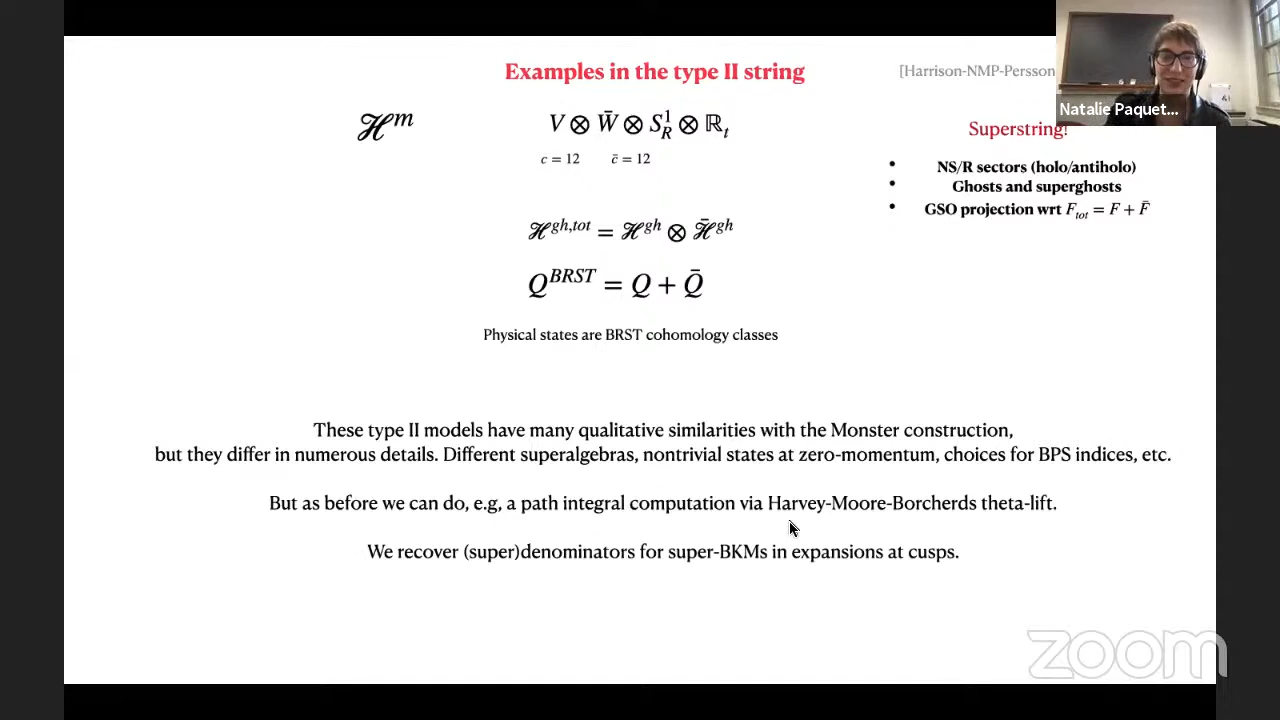 Examples in the type II string
[Harrison-NMP-Persson
Natalie Paquet...
ℋᵐ
V ⊗ W̄ ⊗ S¹_R ⊗ ℝ_t
c = 12 c̄ = 12
Superstring!
• NS/R sectors (holo/antiholo)
• Ghosts and superghosts
• GSO projection wrt F_tot = F + F̄
ℋ^{gh,tot} = ℋ^{gh} ⊗ ℋ̄^{gh}
Q^{BRST} = Q + Q̄
Physical states are BRST cohomology classes
These type II models have many qualitative similarities with the Monster construction,
but they differ in numerous details. Different superalgebras, nontrivial states at zero-momentum, choices for BPS indices, etc.
But as before we can do, e.g, a path integral computation via Harvey-Moore-Borcherds theta-lift.
We recover (super)denominators for super-BKMs in expansions at cusps.
zoom